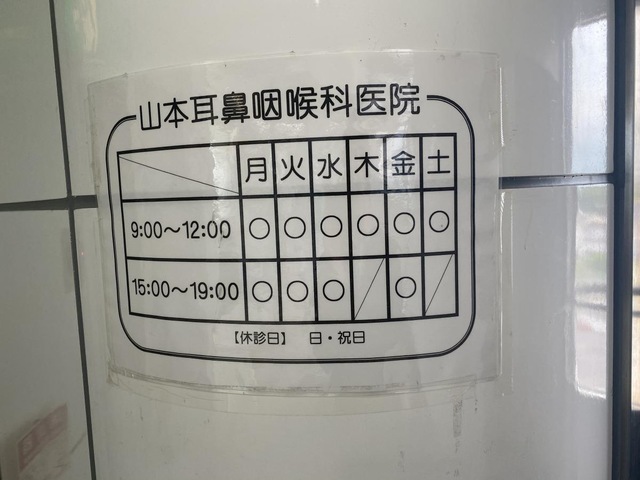 山本耳鼻咽喉科医院
月 火 水 木 金 土
9:00〜12:00 ○ ○ ○ ○ ○ ○
15:00〜19:00 ○ ○ ○ ／ ○ ／
【休診日】 日・祝日